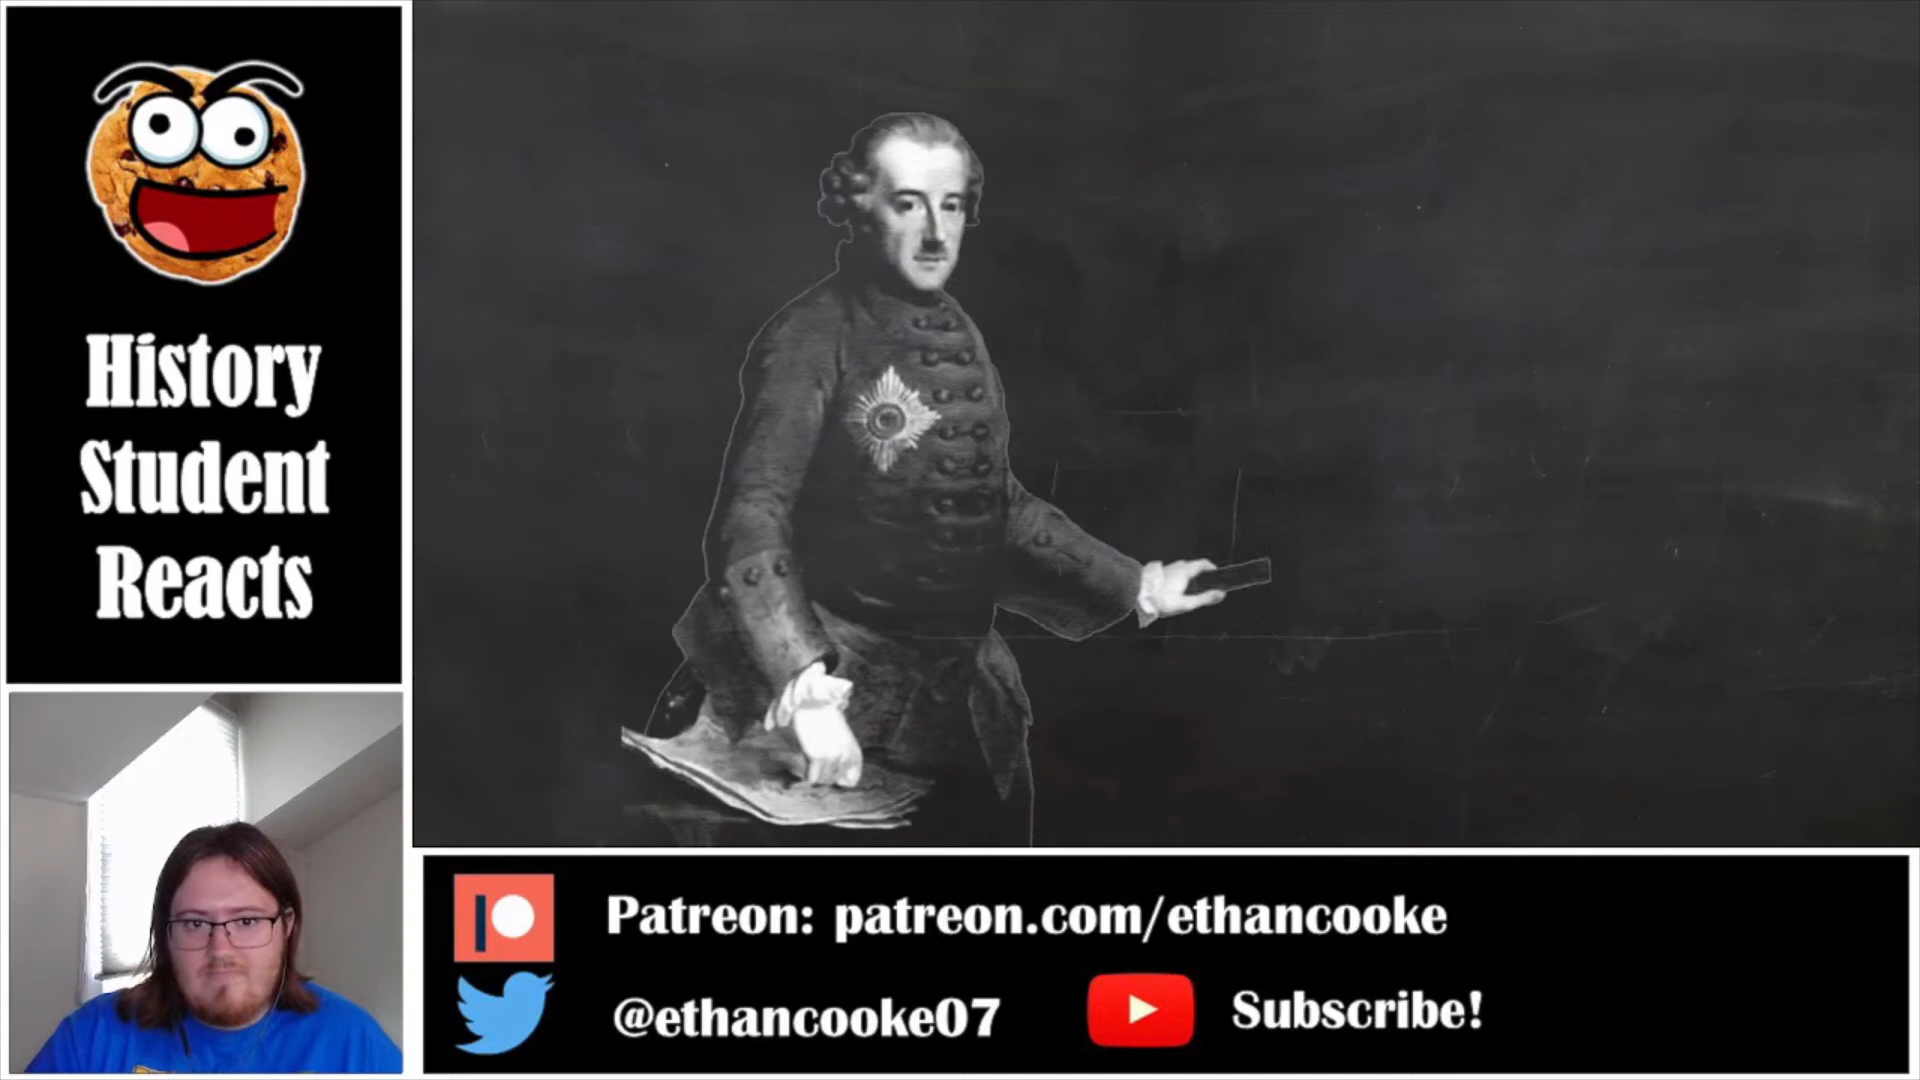 History
Student
Reacts
Patreon: patreon.com/ethancooke
@ethancooke07
Subscribe!